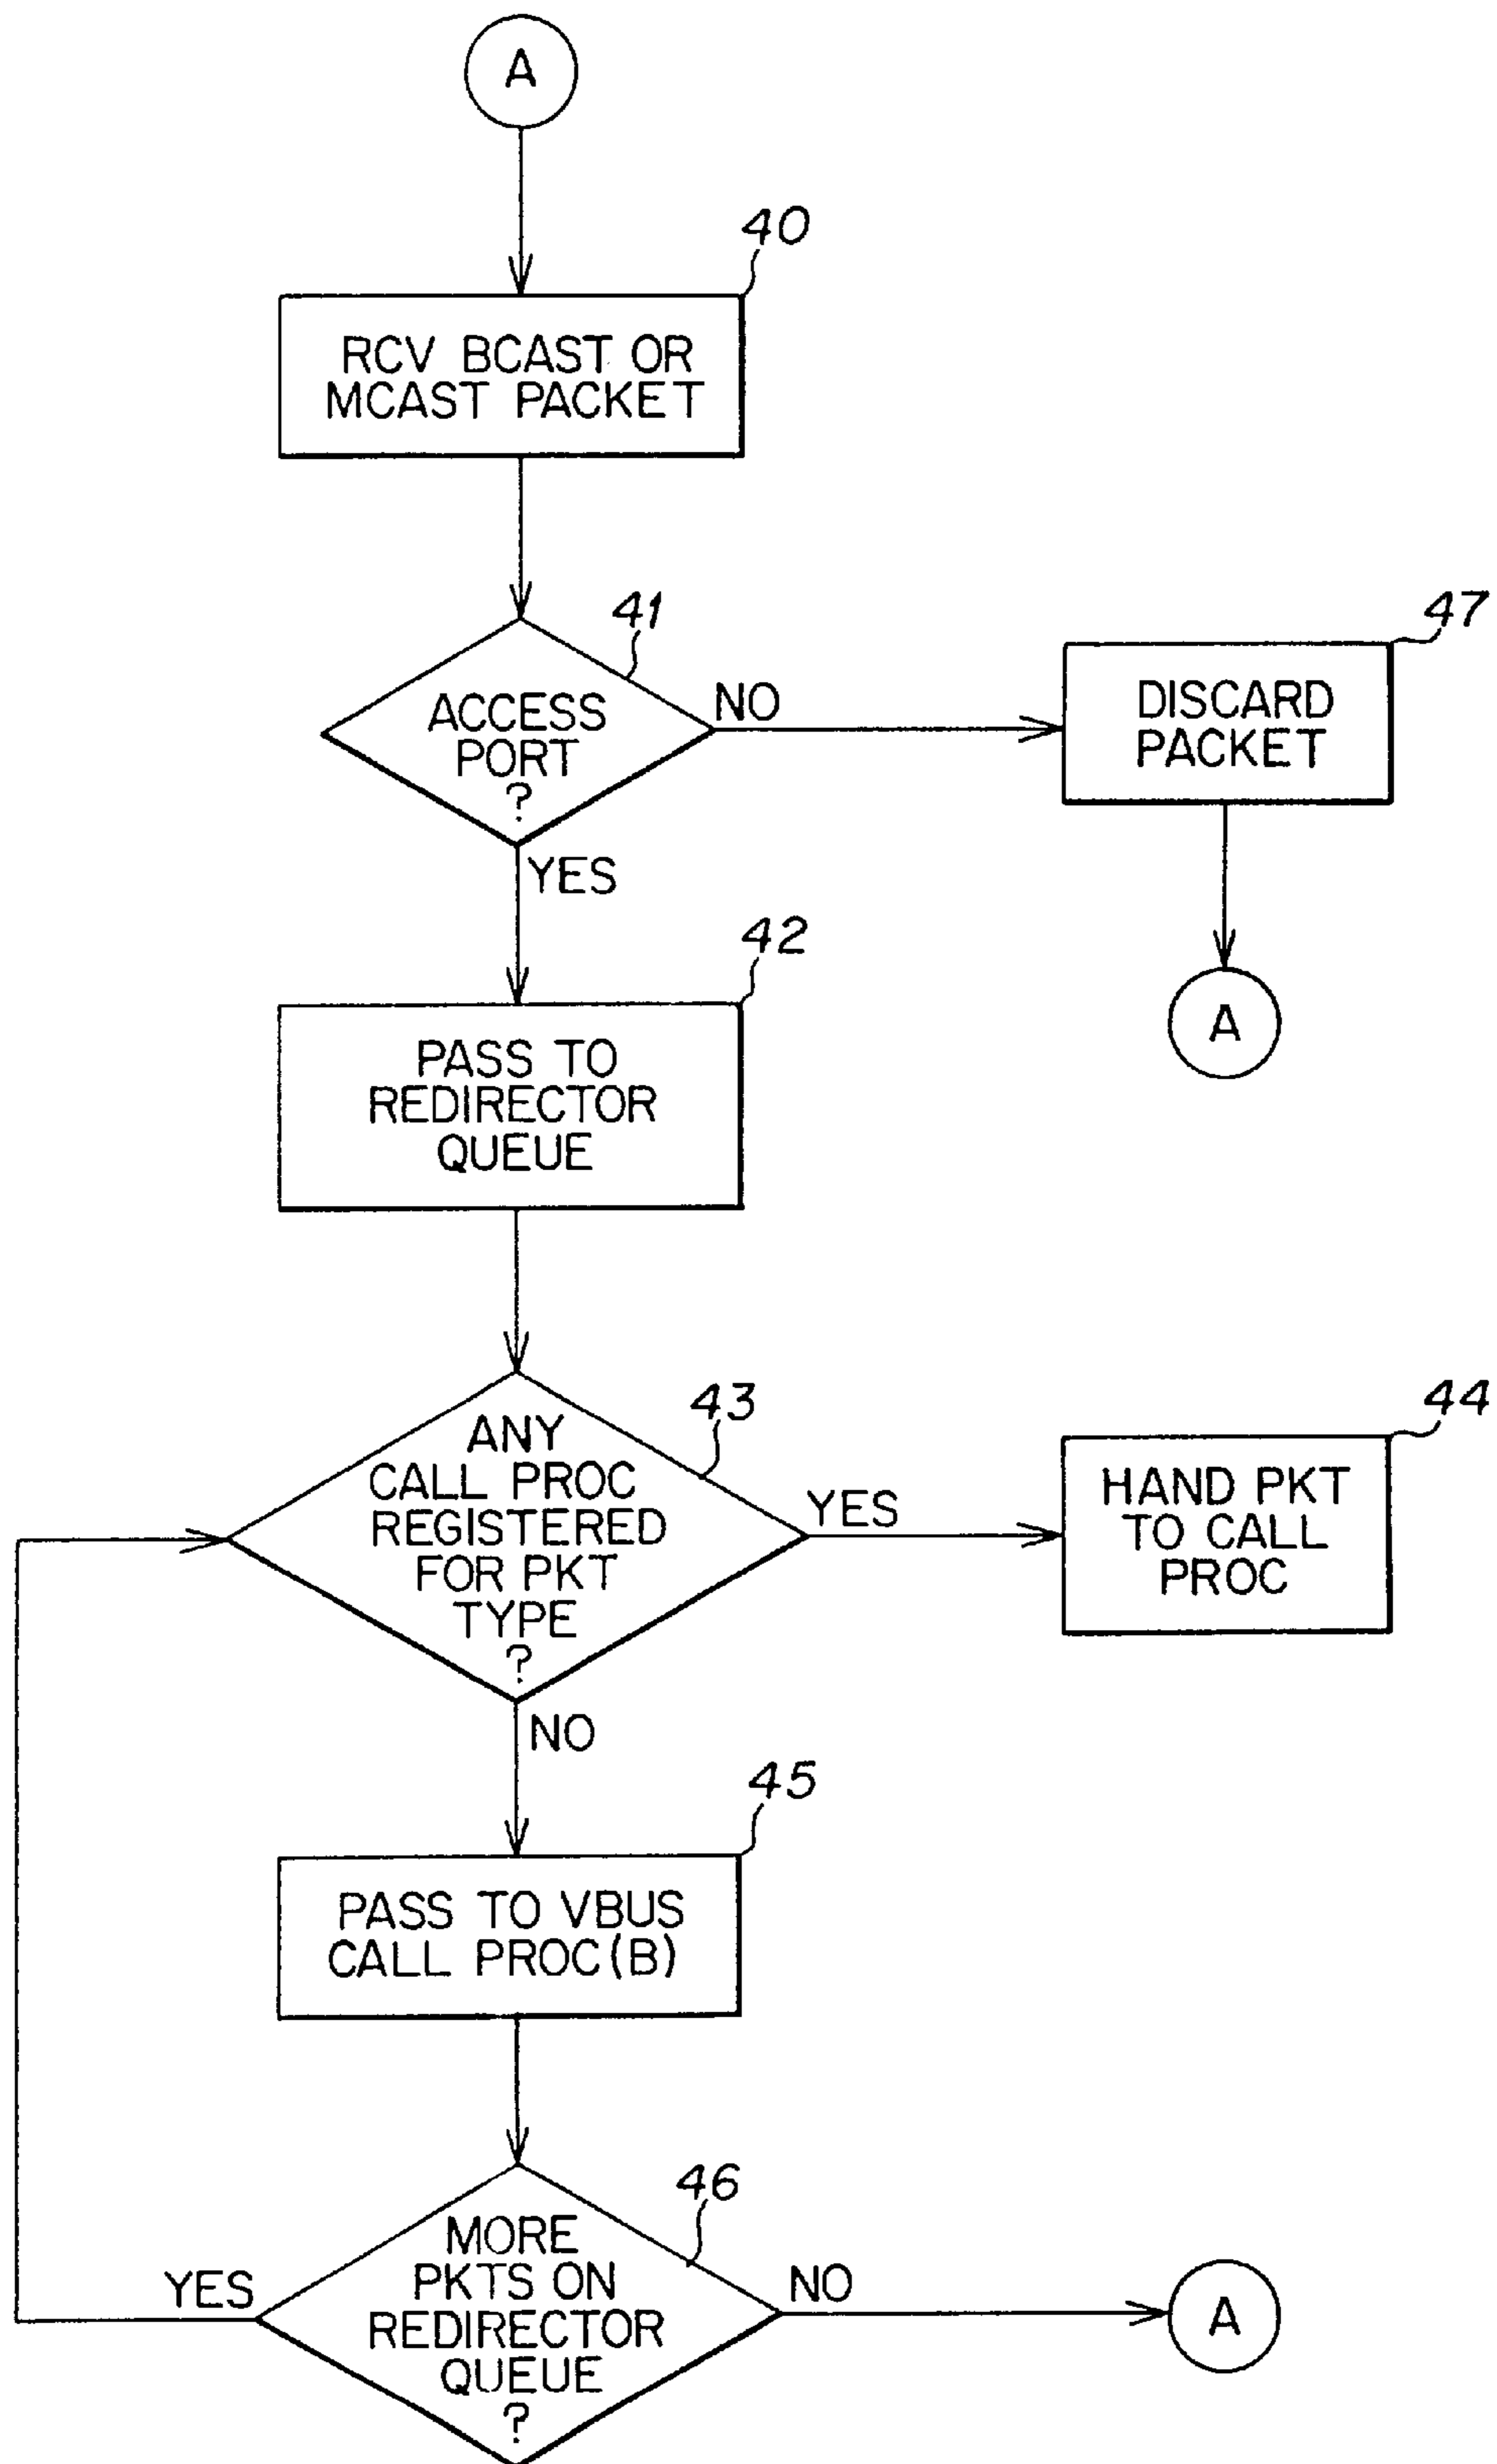 A
40
RCV BCAST OR
MCAST PACKET
41
ACCESS
PORT
?
NO
47
DISCARD
PACKET
A
YES
42
PASS TO
REDIRECTOR
QUEUE
43
ANY
CALL PROC
REGISTERED
FOR PKT
TYPE
?
YES
44
HAND PKT
TO CALL
PROC
NO
45
PASS TO VBUS
CALL PROC(B)
46
MORE
PKTS ON
REDIRECTOR
QUEUE
?
YES
NO
A